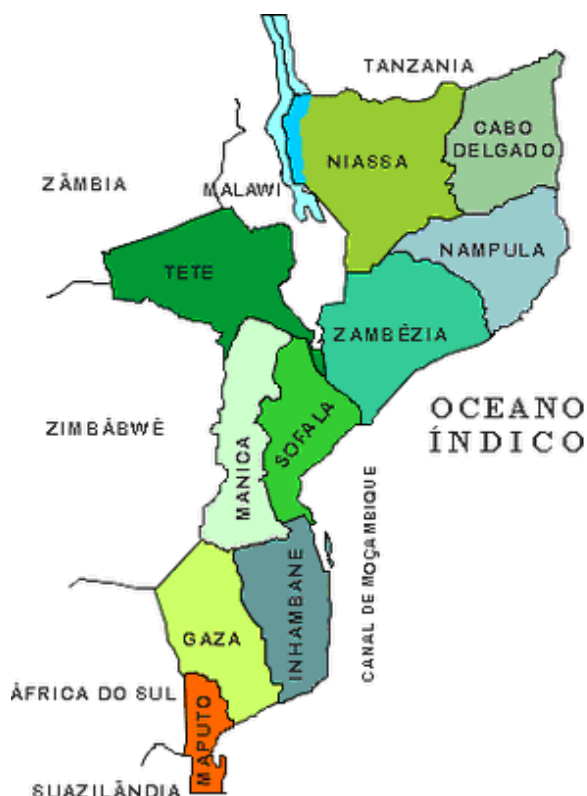 TANZANIA
CABO
DELGADO
NIASSA
ZÂMBIA
MALAWI
NAMPULA
TETE
ZAMBÉZIA
OCEANO
ÍNDICO
ZIMBÁBWÉ
SOFALA
MANICA
CANAL DE MOÇAMBIQUE
INHAMBANE
GAZA
ÁFRICA DO SUL
MAPUTO
SUAZILÂNDIA